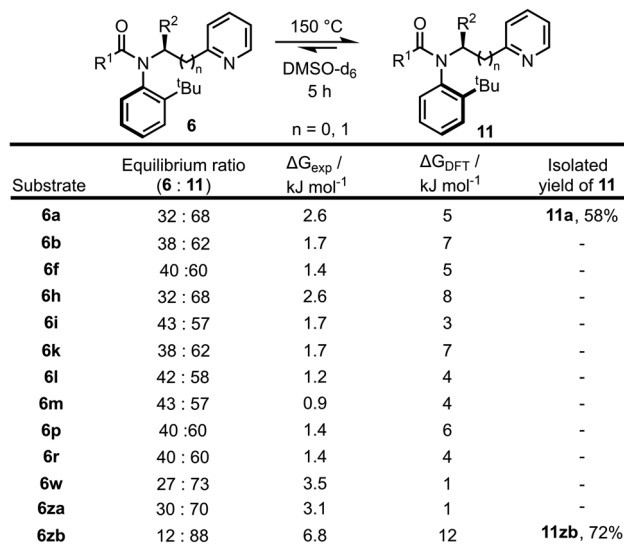 O R² 150 °C O R²
R¹ N ( )n N DMSO-d6 R¹ N ( )n N
ᵗBu 5 h ᵗBu
6 n = 0, 1 11
Substrate Equilibrium ratio (6 : 11) ΔGexp / kJ mol-1 ΔGDFT / kJ mol-1 Isolated yield of 11
6a 32 : 68 2.6 5 11a, 58%
6b 38 : 62 1.7 7 -
6f 40 :60 1.4 5 -
6h 32 : 68 2.6 8 -
6i 43 : 57 1.7 3 -
6k 38 : 62 1.7 7 -
6l 42 : 58 1.2 4 -
6m 43 : 57 0.9 4 -
6p 40 :60 1.4 6 -
6r 40 : 60 1.4 4 -
6w 27 : 73 3.5 1 -
6za 30 : 70 3.1 1 -
6zb 12 : 88 6.8 12 11zb, 72%